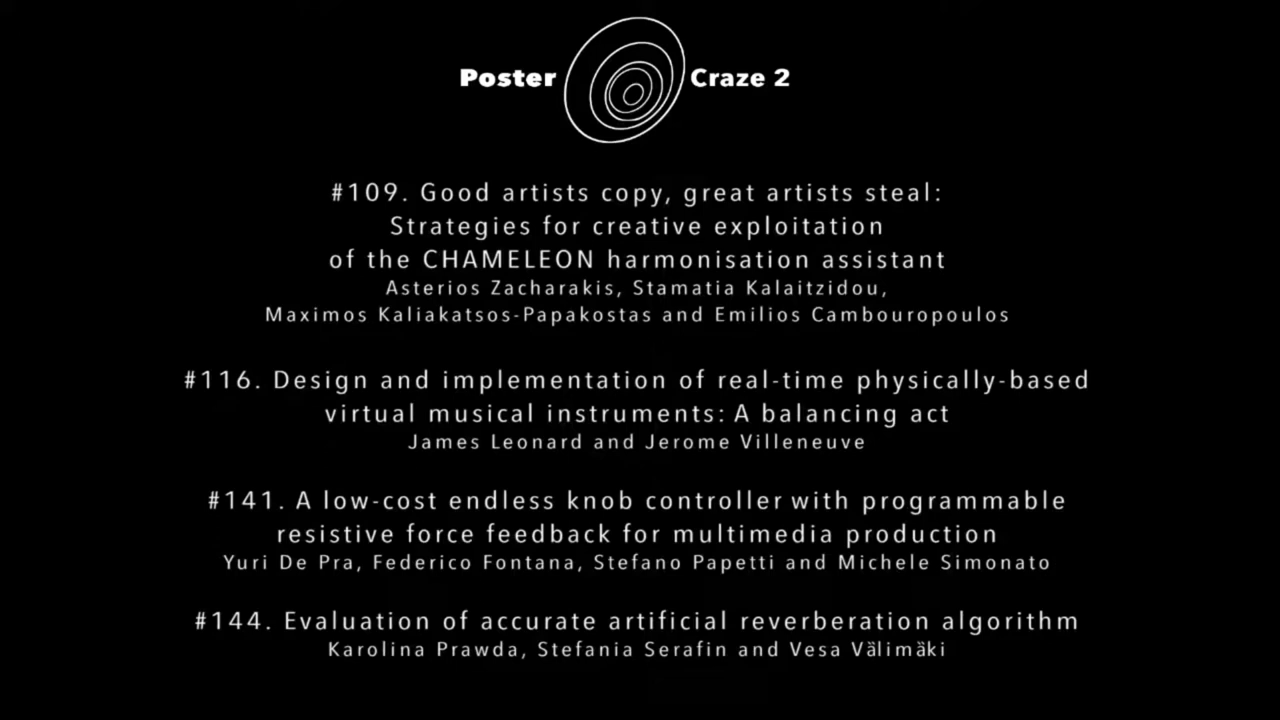 Poster Craze 2
#109. Good artists copy, great artists steal:
Strategies for creative exploitation
of the CHAMELEON harmonisation assistant
Asterios Zacharakis, Stamatia Kalaitzidou,
Maximos Kaliakatsos-Papakostas and Emilios Cambouropoulos
#116. Design and implementation of real-time physically-based
virtual musical instruments: A balancing act
James Leonard and Jerome Villeneuve
#141. A low-cost endless knob controller with programmable
resistive force feedback for multimedia production
Yuri De Pra, Federico Fontana, Stefano Papetti and Michele Simonato
#144. Evaluation of accurate artificial reverberation algorithm
Karolina Prawda, Stefania Serafin and Vesa Välimäki